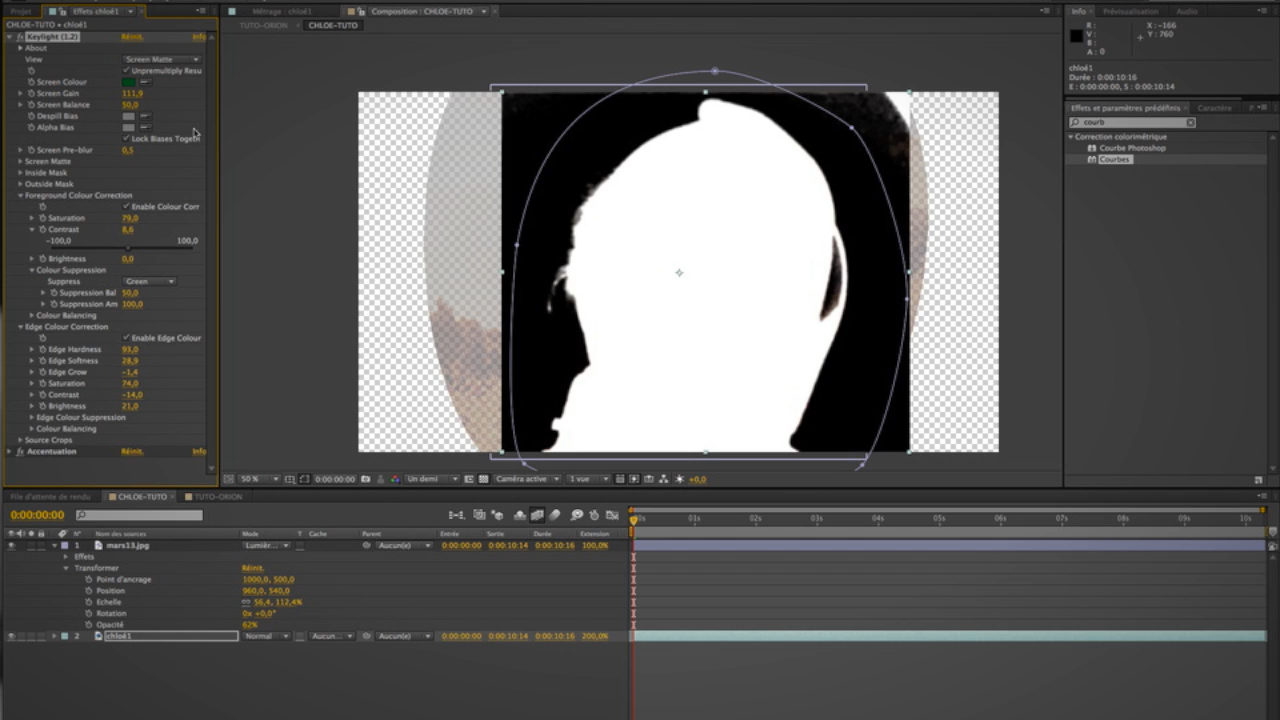 Projet Effets chloé1
CHLOE-TUTO • chloé1
fx Keylight (1.2) Réinit. Info
About
View Screen Matte
Unpremultiply Resu
Screen Colour
Screen Gain 111,9
Screen Balance 50,0
Despill Bias
Alpha Bias
Lock Biases Togeth
Screen Pre-blur 0,5
Screen Matte
Inside Mask
Outside Mask
Foreground Colour Correction
Enable Colour Corr
Saturation 79,0
Contrast 8,6
-100,0 100,0
Brightness 0,0
Colour Suppression
Suppress Green
Suppression Bal 50,0
Suppression Am 100,0
Colour Balancing
Edge Colour Correction
Enable Edge Colour
Edge Hardness 93,0
Edge Softness 28,9
Edge Grow -1,4
Saturation 74,0
Contrast -14,0
Brightness 21,0
Edge Colour Suppression
Colour Balancing
Source Crops
fx Accentuation Réinit. Info
Métrage : chloé1 Composition : CHLOE-TUTO
TUTO-ORION CHLOE-TUTO
50 % 0:00:00:00 Un demi Caméra active 1 vue +0,0
Info Prévisualisation Audio
R : X : -166
V : Y : 760
B :
A : 0
chloé1
Durée : 0:00:10:16
E : 0:00:00:00, S : 0:00:10:14
Effets et paramètres prédéfinis Caractère
courb
Correction colorimétrique
Courbe Photoshop
Courbes
File d'attente de rendu CHLOE-TUTO TUTO-ORION
0:00:00:00
N° Nom des sources Mode T Cache Parent Entrée Sortie Durée Extension
00s 01s 02s 03s 04s 05s 06s 07s 08s 09s 10s
1 mars13.jpg Lumièr... Aucun(e) 0:00:00:00 0:00:10:14 0:00:10:16 100,0%
Effets
Transformer Réinit.
Point d'ancrage 1000,0, 500,0
Position 960,0, 540,0
Echelle 56,4, 112,4%
Rotation 0x +0,0°
Opacité 62%
2 chloé1 Normal Aucun... Aucun(e) 0:00:00:00 0:00:10:14 0:00:10:16 200,0%